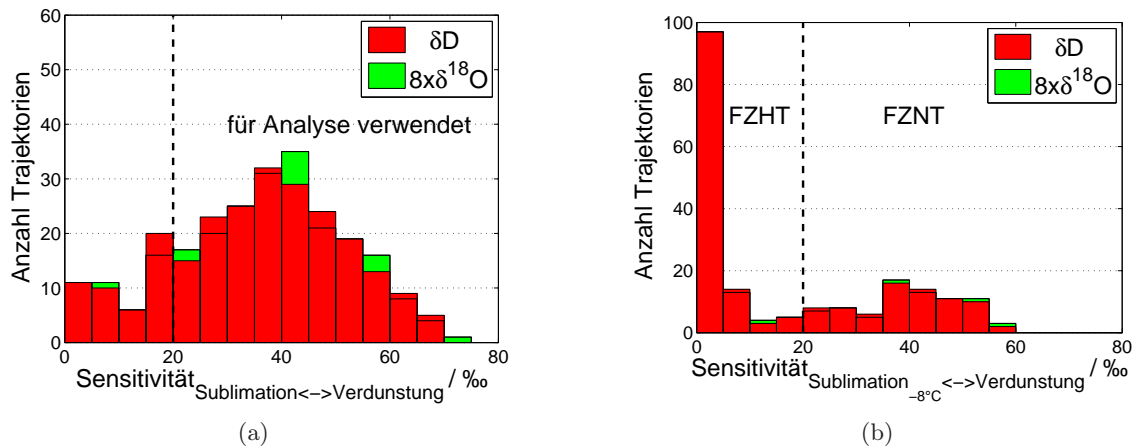 60
50
40
30
20
10
0
Anzahl Trajektorien
δD
8xδ¹⁸O
für Analyse verwendet
0 20 40 60 80
Sensitivität Sublimation<−>Verdunstung / ‰
(a)
100
80
60
40
20
0
Anzahl Trajektorien
δD
8xδ¹⁸O
FZHT FZNT
0 20 40 60 80
Sensitivität Sublimation−8°C<−>Verdunstung / ‰
(b)